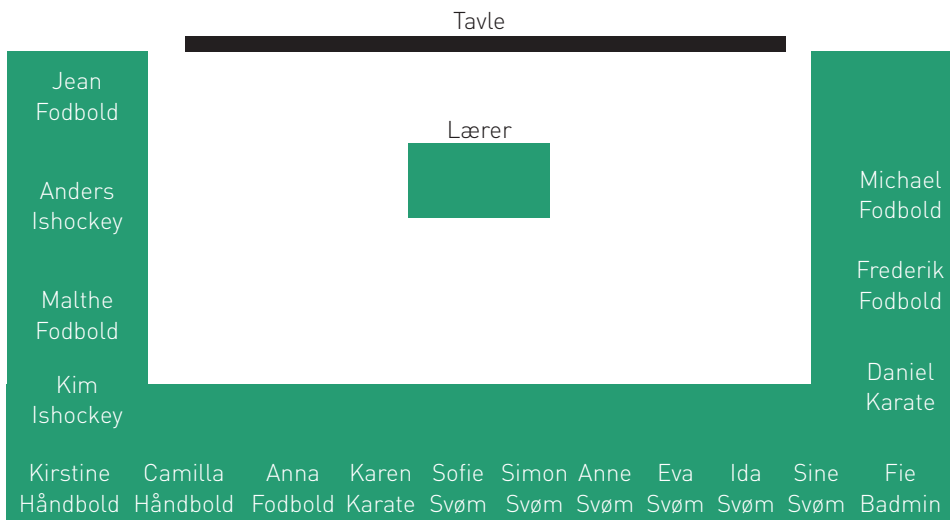 Tavle
Jean
Fodbold
Lærer
Anders
Ishockey
Michael
Fodbold
Malthe
Fodbold
Frederik
Fodbold
Kim
Ishockey
Daniel
Karate
Kirstine Camilla Anna Karen Sofie Simon Anne Eva Ida Sine Fie
Håndbold Håndbold Fodbold Karate Svøm Svøm Svøm Svøm Svøm Svøm Badmin